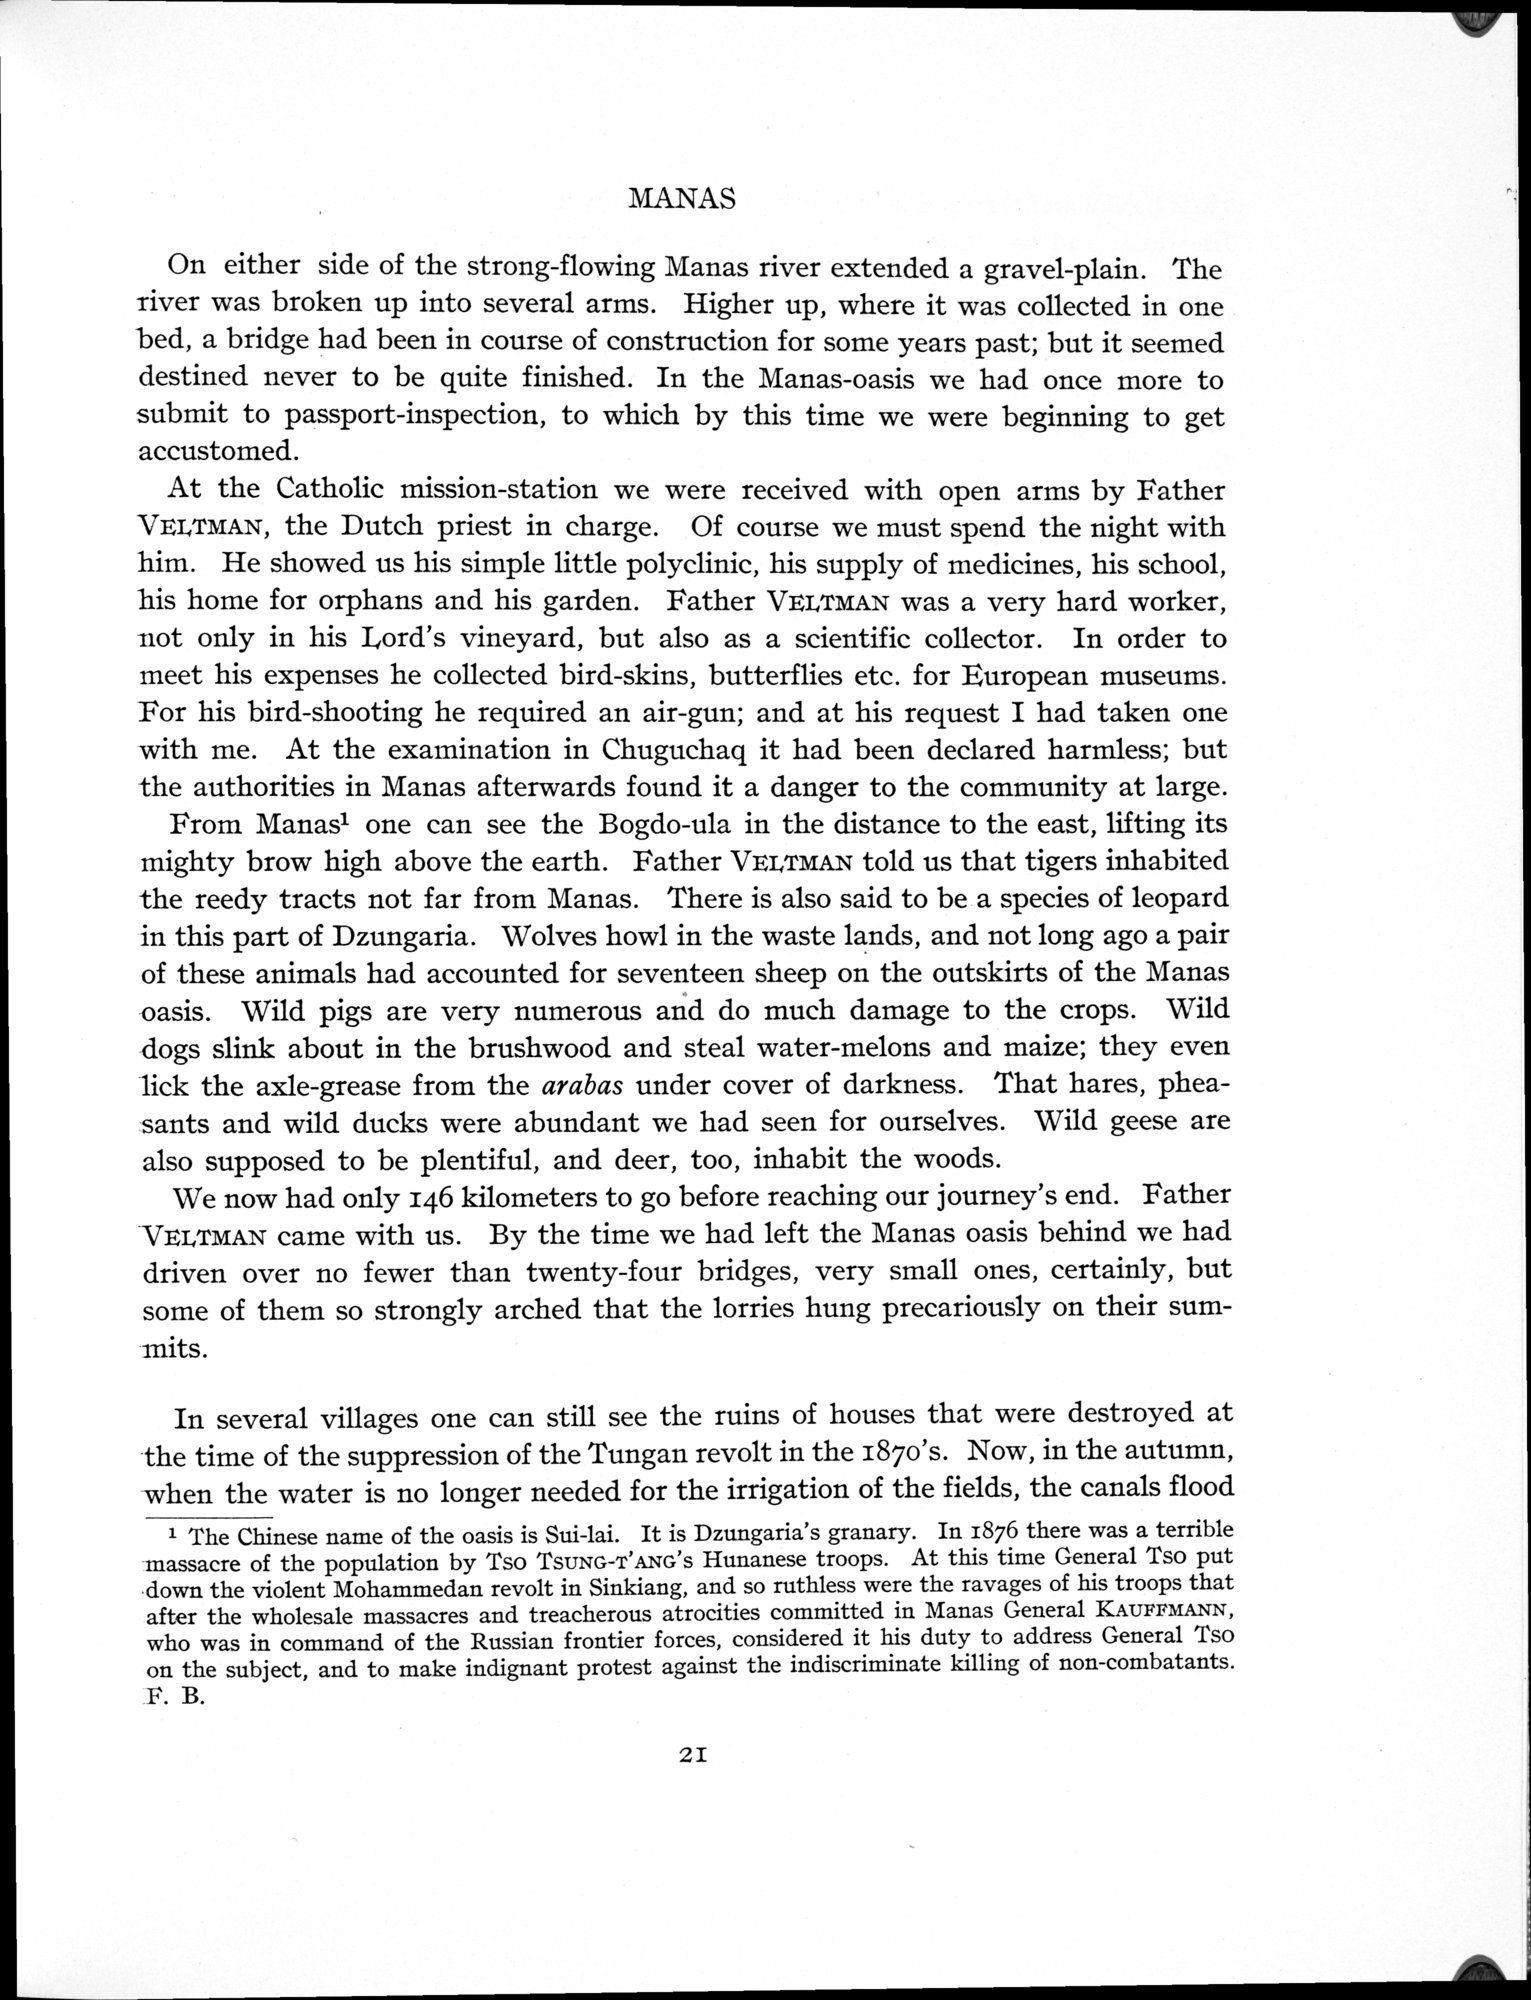 MANAS
On either side of the strong-flowing Manas river extended a gravel-plain. The
river was broken up into several arms. Higher up, where it was collected in one
bed, a bridge had been in course of construction for some years past; but it seemed
destined never to be quite finished. In the Manas-oasis we had once more to
submit to passport-inspection, to which by this time we were beginning to get
accustomed.
At the Catholic mission-station we were received with open arms by Father
VELTMAN, the Dutch priest in charge. Of course we must spend the night with
him. He showed us his simple little polyclinic, his supply of medicines, his school,
his home for orphans and his garden. Father VELTMAN was a very hard worker,
not only in his Lord's vineyard, but also as a scientific collector. In order to
meet his expenses he collected bird-skins, butterflies etc. for European museums.
For his bird-shooting he required an air-gun; and at his request I had taken one
with me. At the examination in Chuguchaq it had been declared harmless; but
the authorities in Manas afterwards found it a danger to the community at large.
From Manas¹ one can see the Bogdo-ula in the distance to the east, lifting its
mighty brow high above the earth. Father VELTMAN told us that tigers inhabited
the reedy tracts not far from Manas. There is also said to be a species of leopard
in this part of Dzungaria. Wolves howl in the waste lands, and not long ago a pair
of these animals had accounted for seventeen sheep on the outskirts of the Manas
oasis. Wild pigs are very numerous and do much damage to the crops. Wild
dogs slink about in the brushwood and steal water-melons and maize; they even
lick the axle-grease from the arabas under cover of darkness. That hares, phea-
sants and wild ducks were abundant we had seen for ourselves. Wild geese are
also supposed to be plentiful, and deer, too, inhabit the woods.
We now had only 146 kilometers to go before reaching our journey's end. Father
VELTMAN came with us. By the time we had left the Manas oasis behind we had
driven over no fewer than twenty-four bridges, very small ones, certainly, but
some of them so strongly arched that the lorries hung precariously on their sum-
mits.
In several villages one can still see the ruins of houses that were destroyed at
the time of the suppression of the Tungan revolt in the 1870's. Now, in the autumn,
when the water is no longer needed for the irrigation of the fields, the canals flood
¹ The Chinese name of the oasis is Sui-lai. It is Dzungaria's granary. In 1876 there was a terrible
massacre of the population by TSO TSUNG-T'ANG's Hunanese troops. At this time General TSO put
down the violent Mohammedan revolt in Sinkiang, and so ruthless were the ravages of his troops that
after the wholesale massacres and treacherous atrocities committed in Manas General KAUFFMANN,
who was in command of the Russian frontier forces, considered it his duty to address General TSO
on the subject, and to make indignant protest against the indiscriminate killing of non-combatants.
F. B.
21